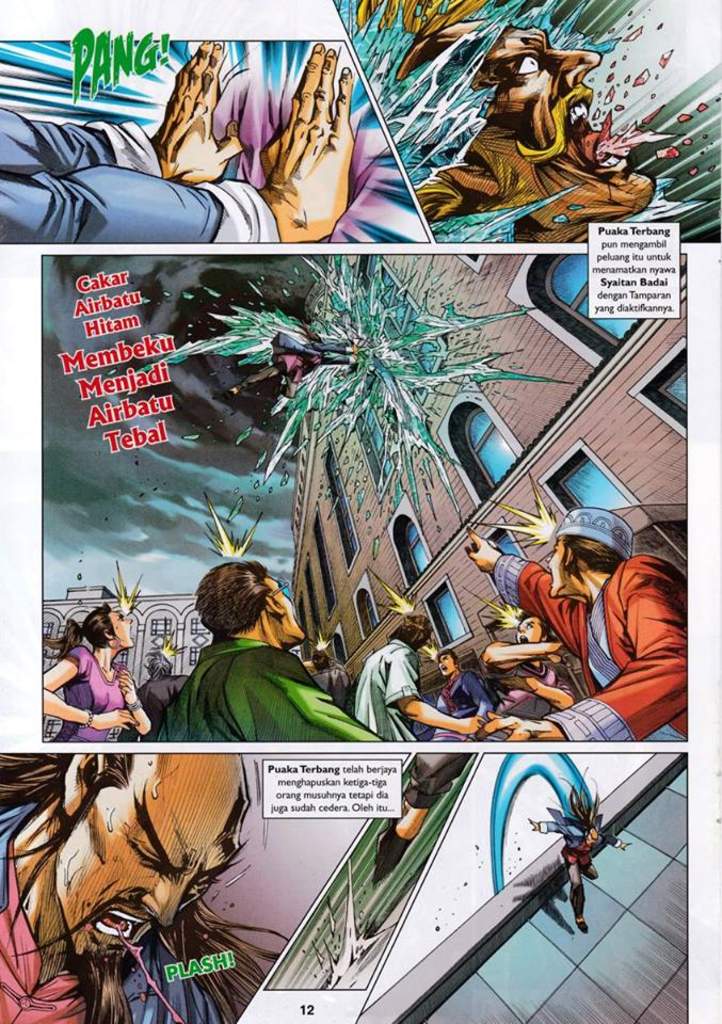 PANG!
Puaka Terbang
pun mengambil
peluang itu untuk
menamatkan nyawa
Syaitan Badai
dengan Tamparan
yang diaktifkannya.
Cakar
Airbatu
Hitam
Membeku
Menjadi
Airbatu
Tebal
Puaka Terbang telah berjaya
menghapuskan ketiga-tiga
orang musuhnya tetapi dia
juga sudah cedera. Oleh itu...
PLASH!
12